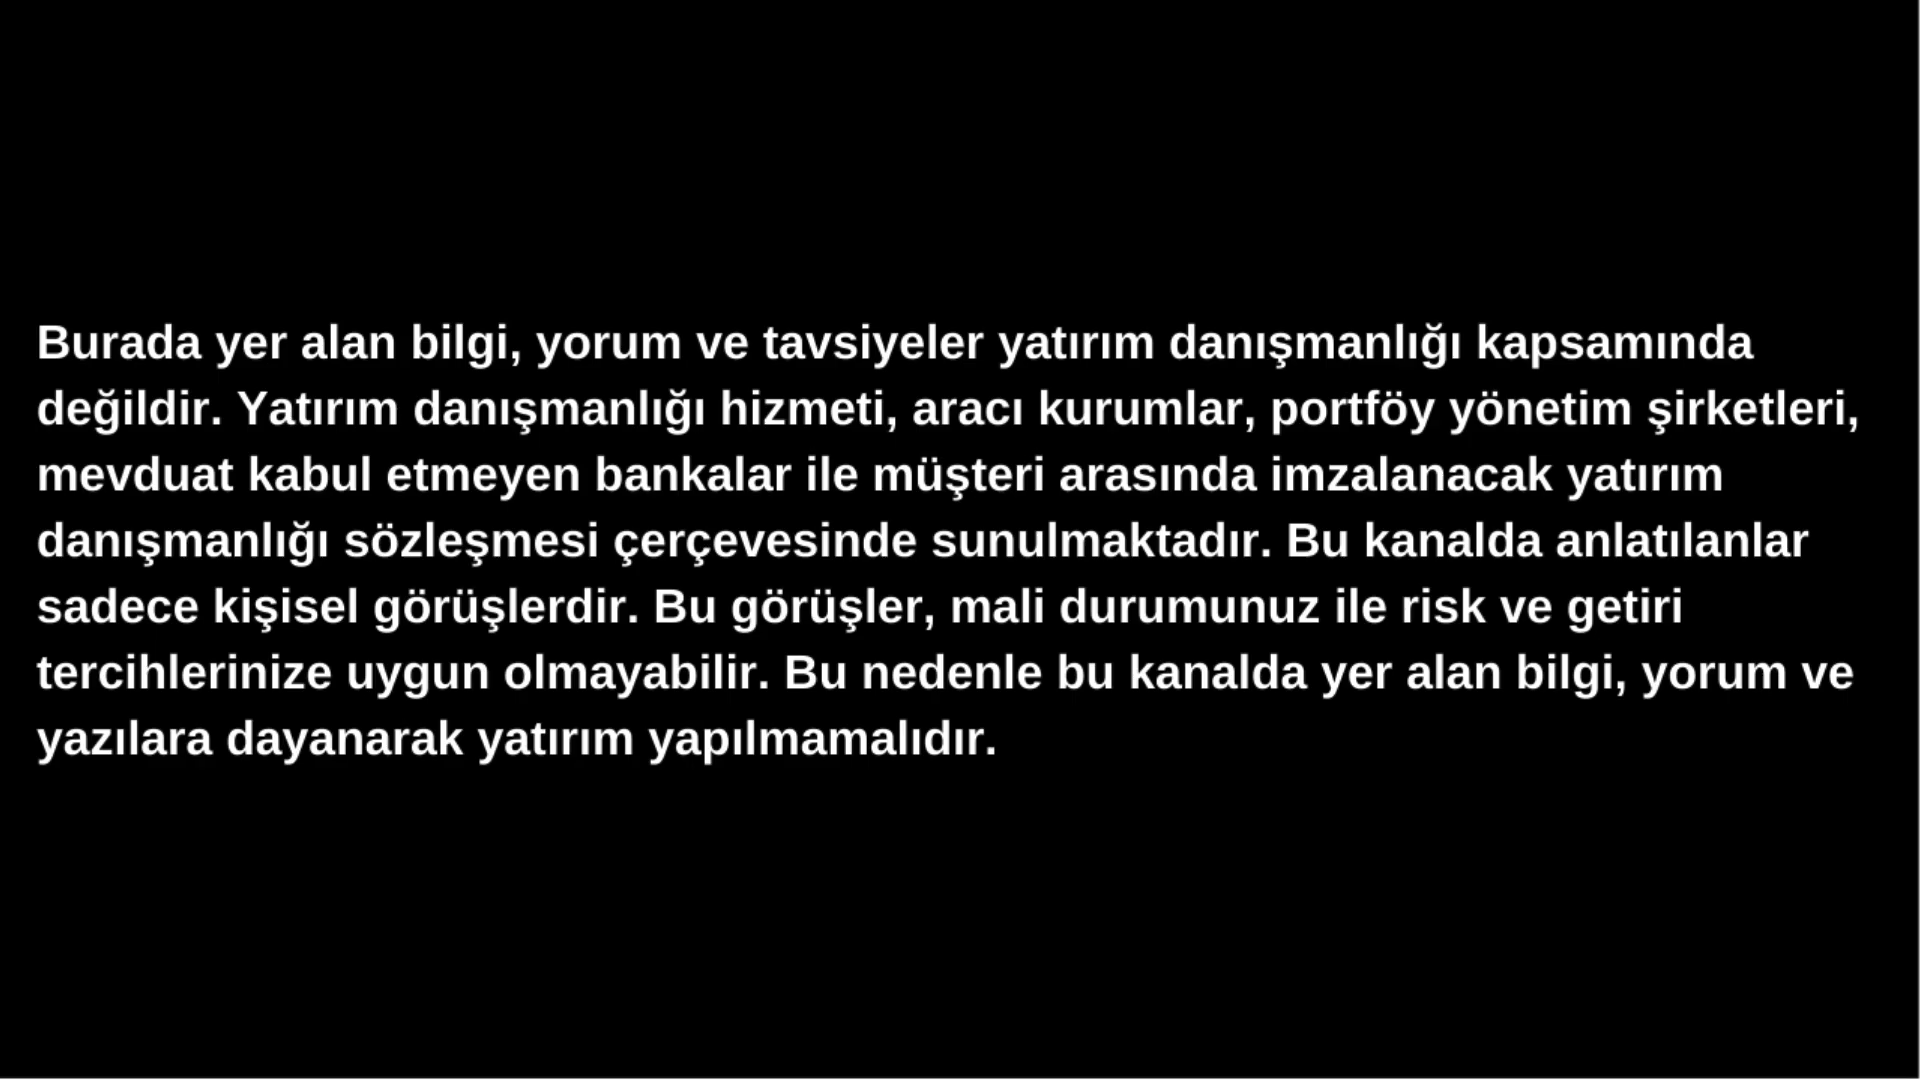 Burada yer alan bilgi, yorum ve tavsiyeler yatırım danışmanlığı kapsamında
değildir. Yatırım danışmanlığı hizmeti, aracı kurumlar, portföy yönetim şirketleri,
mevduat kabul etmeyen bankalar ile müşteri arasında imzalanacak yatırım
danışmanlığı sözleşmesi çerçevesinde sunulmaktadır. Bu kanalda anlatılanlar
sadece kişisel görüşlerdir. Bu görüşler, mali durumunuz ile risk ve getiri
tercihlerinize uygun olmayabilir. Bu nedenle bu kanalda yer alan bilgi, yorum ve
yazılara dayanarak yatırım yapılmamalıdır.